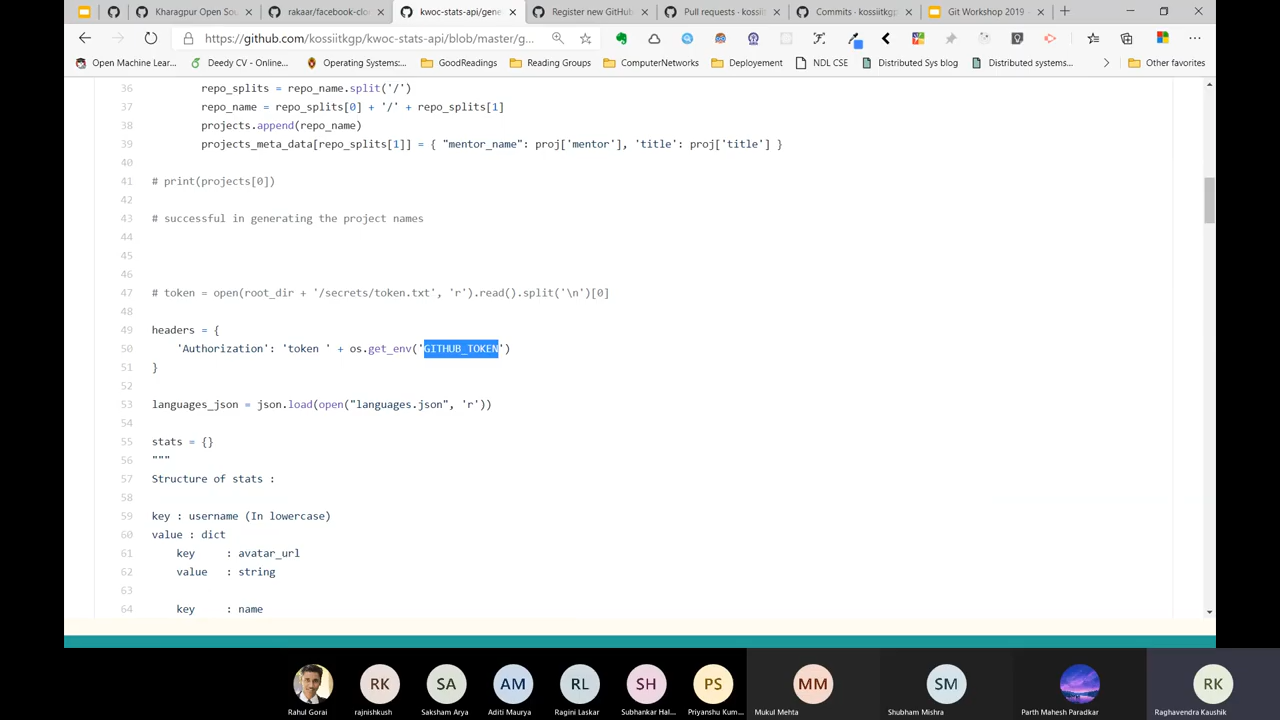 Kharagpur Open Sou
rakaar/facebook-clo
kwoc-stats-api/gene
Register new GitHub
Pull requests · kossiit
Commits · kossiitkgp
Git Workshop 2019 -
https://github.com/kossiitkgp/kwoc-stats-api/blob/master/g...
Open Machine Lear...
Deedy CV - Online...
Operating Systems:...
GoodReadings
Reading Groups
ComputerNetworks
Deployement
NDL CSE
Distributed Sys blog
Distributed systems...
Other favorites
36 repo_splits = repo_name.split('/')
37 repo_name = repo_splits[0] + '/' + repo_splits[1]
38 projects.append(repo_name)
39 projects_meta_data[repo_splits[1]] = { "mentor_name": proj['mentor'], 'title': proj['title'] }
40
41 # print(projects[0])
42
43 # successful in generating the project names
44
45
46
47 # token = open(root_dir + '/secrets/token.txt', 'r').read().split('\n')[0]
48
49 headers = {
50 'Authorization': 'token ' + os.get_env('GITHUB_TOKEN')
51 }
52
53 languages_json = json.load(open("languages.json", 'r'))
54
55 stats = {}
56 """
57 Structure of stats :
58
59 key : username (In lowercase)
60 value : dict
61 key : avatar_url
62 value : string
63
64 key : name
RK
SA
AM
RL
SH
PS
MM
SM
RK
Rahul Gorai
rajnishkush
Saksham Arya
Aditi Maurya
Ragini Laskar
Subhankar Hal...
Priyanshu Kum...
Mukul Mehta
Shubham Mishra
Parth Mahesh Paradkar
Raghavendra Kaushik